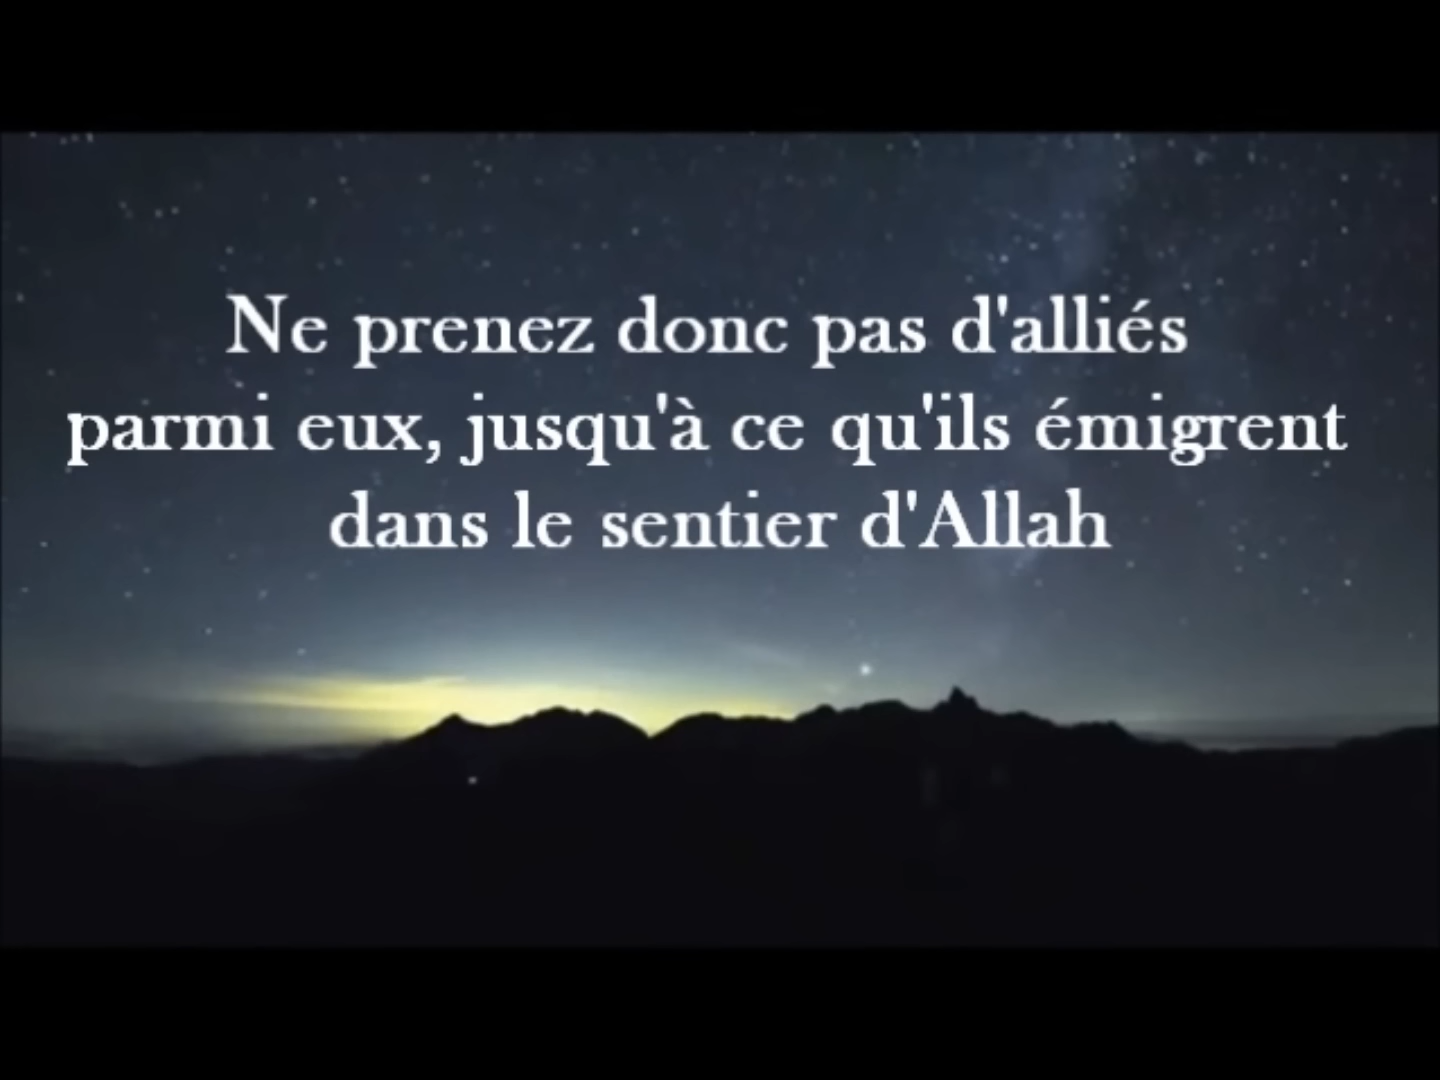 Ne prenez donc pas d'alliés
parmi eux, jusqu'à ce qu'ils émigrent
dans le sentier d'Allah